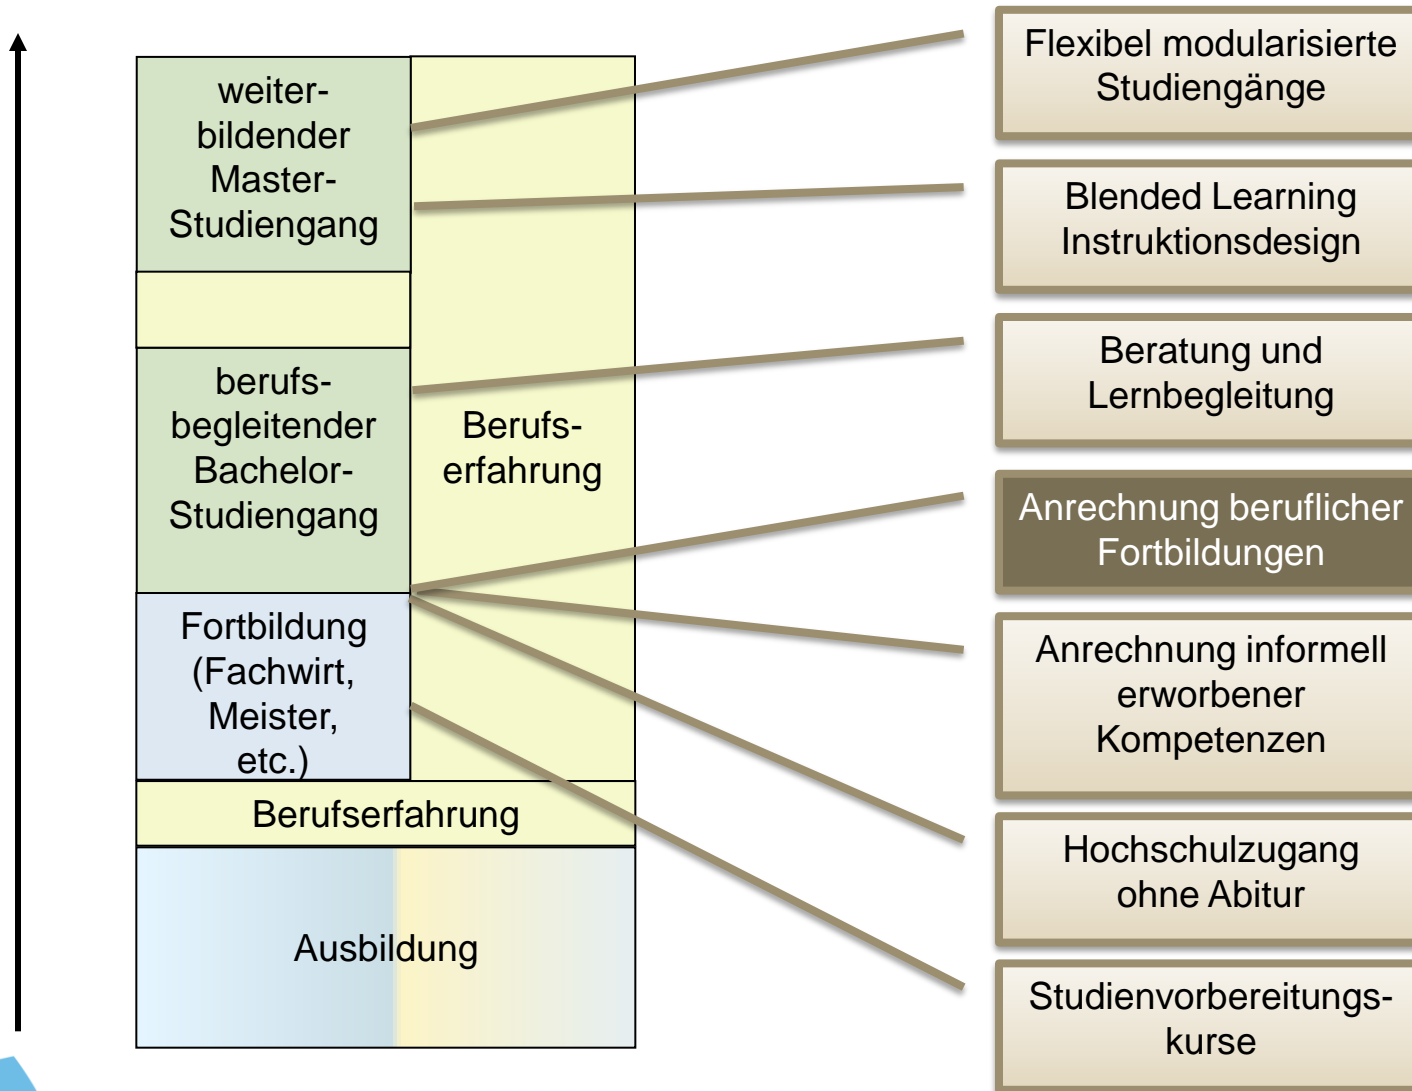 weiter-
bildender
Master-
Studiengang
berufs-
begleitender
Bachelor-
Studiengang
Berufs-
erfahrung
Fortbildung
(Fachwirt,
Meister,
etc.)
Berufserfahrung
Ausbildung
Flexibel modularisierte
Studiengänge
Blended Learning
Instruktionsdesign
Beratung und
Lernbegleitung
Anrechnung beruflicher
Fortbildungen
Anrechnung informell
erworbener
Kompetenzen
Hochschulzugang
ohne Abitur
Studienvorbereitungs-
kurse